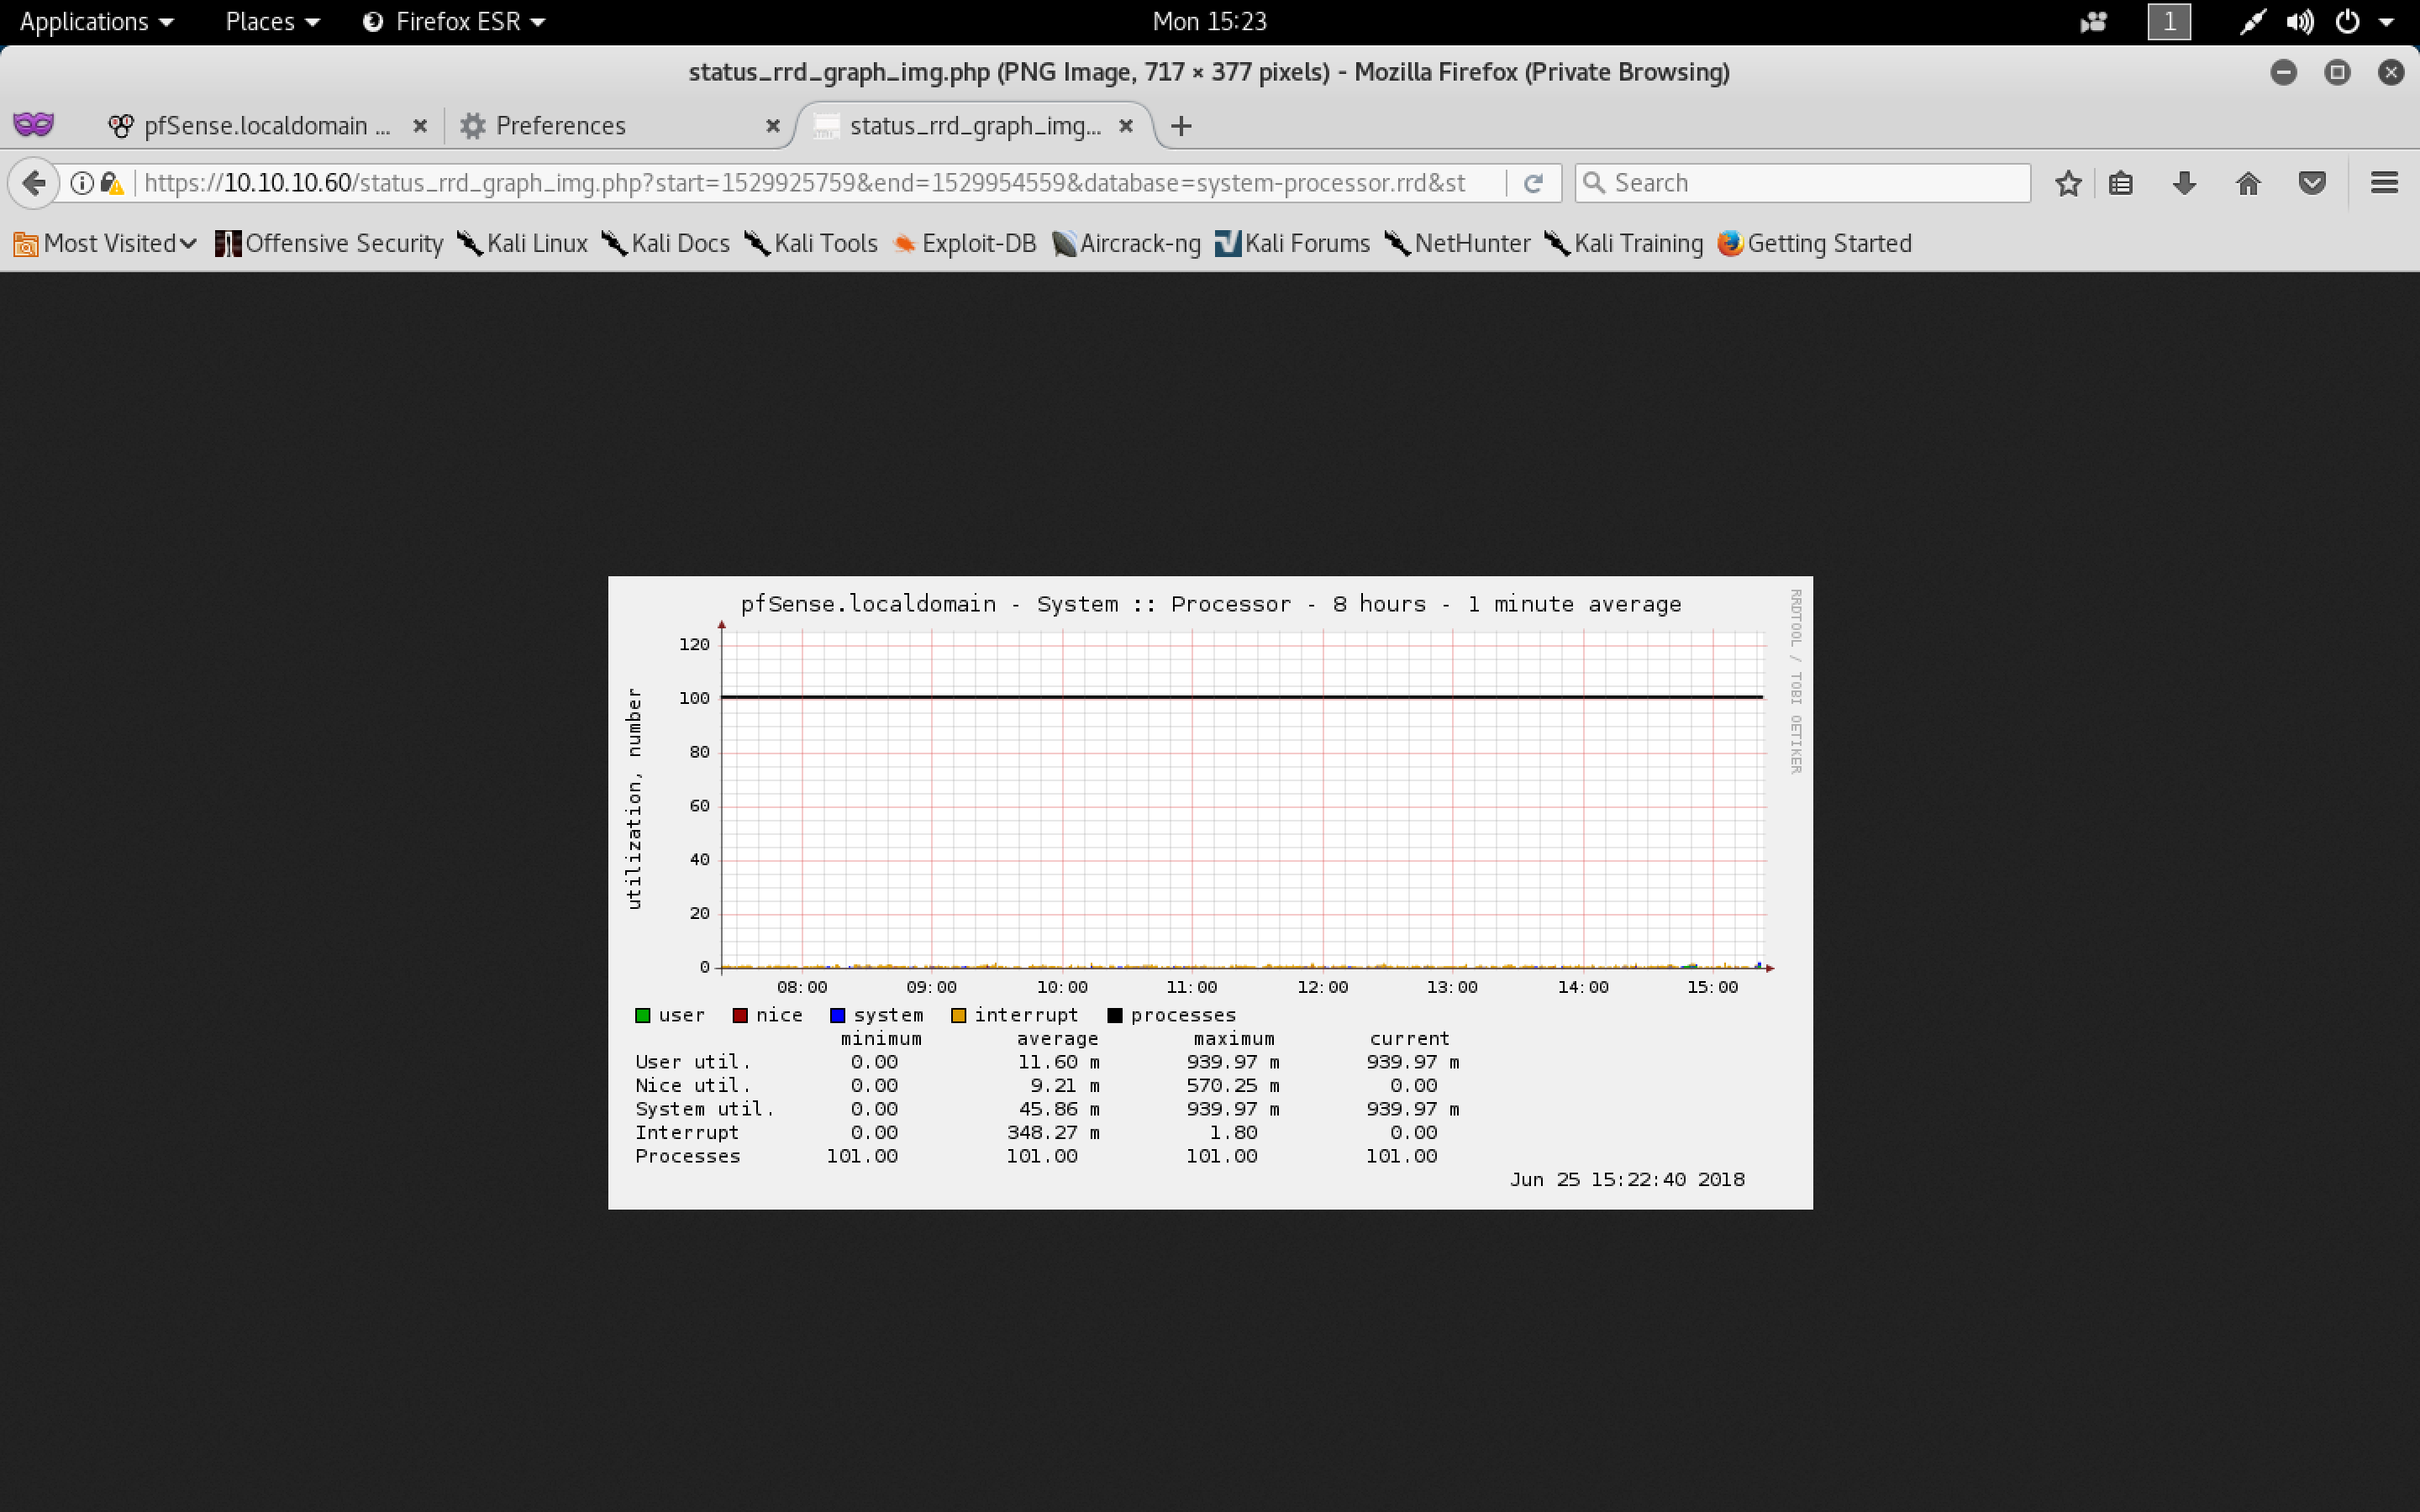 Applications Places Firefox ESR Mon 15:23 1
status_rrd_graph_img.php (PNG Image, 717 × 377 pixels) - Mozilla Firefox (Private Browsing)
pfSense.localdomain ... Preferences status_rrd_graph_img...
https://10.10.10.60/status_rrd_graph_img.php?start=1529925759&end=1529954559&database=system-processor.rrd&st Search
Most Visited Offensive Security Kali Linux Kali Docs Kali Tools Exploit-DB Aircrack-ng Kali Forums NetHunter Kali Training Getting Started
pfSense.localdomain - System :: Processor - 8 hours - 1 minute average
RRDTOOL / TOBI OETIKER
utilization, number
120
100
80
60
40
20
0
08:00 09:00 10:00 11:00 12:00 13:00 14:00 15:00
user nice system interrupt processes
minimum average maximum current
User util. 0.00 11.60 m 939.97 m 939.97 m
Nice util. 0.00 9.21 m 570.25 m 0.00
System util. 0.00 45.86 m 939.97 m 939.97 m
Interrupt 0.00 348.27 m 1.80 0.00
Processes 101.00 101.00 101.00 101.00
Jun 25 15:22:40 2018